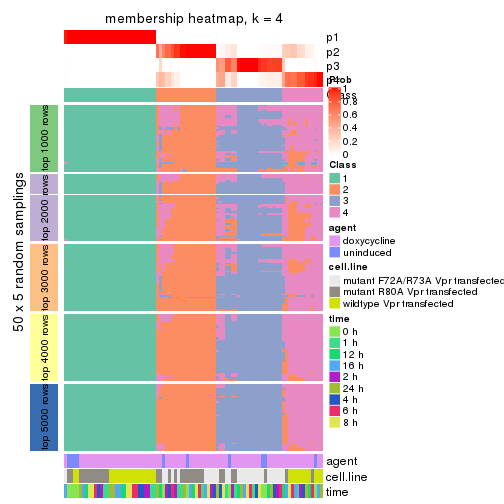 membership heatmap, k = 4
p1
p2
p3
p4
Prob
1
0.8
0.6
0.4
0.2
0
Class
50 x 5 random samplings
top 1000 rows
top 2000 rows
top 3000 rows
top 4000 rows
top 5000 rows
Class
1
2
3
4
agent
doxycycline
uninduced
cell.line
mutant F72A/R73A Vpr transfected
mutant R80A Vpr transfected
wildtype Vpr transfected
time
0 h
1 h
12 h
16 h
2 h
24 h
4 h
6 h
8 h
agent
cell.line
time